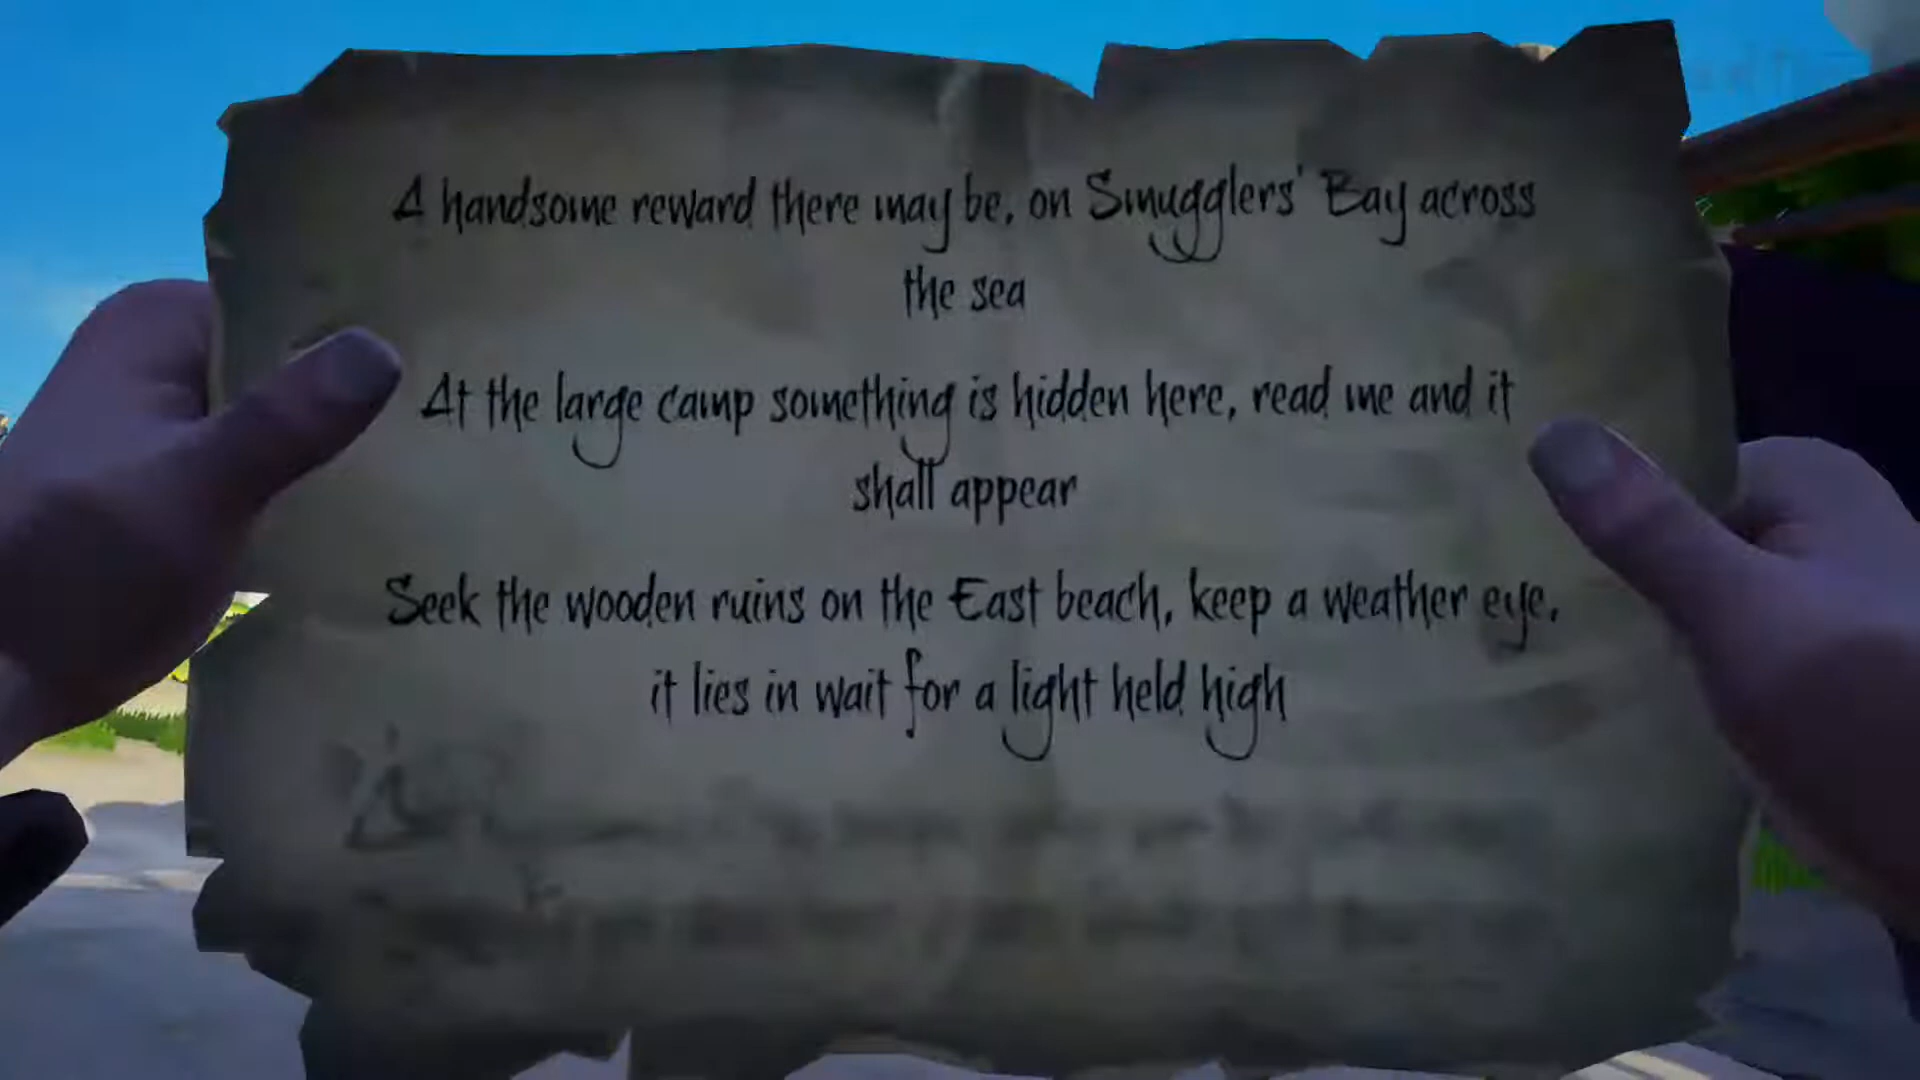 A handsome reward there may be, on Smugglers' Bay across
the sea
At the large camp something is hidden here, read me and it
shall appear
Seek the wooden ruins on the East beach, keep a weather eye,
it lies in wait for a light held high